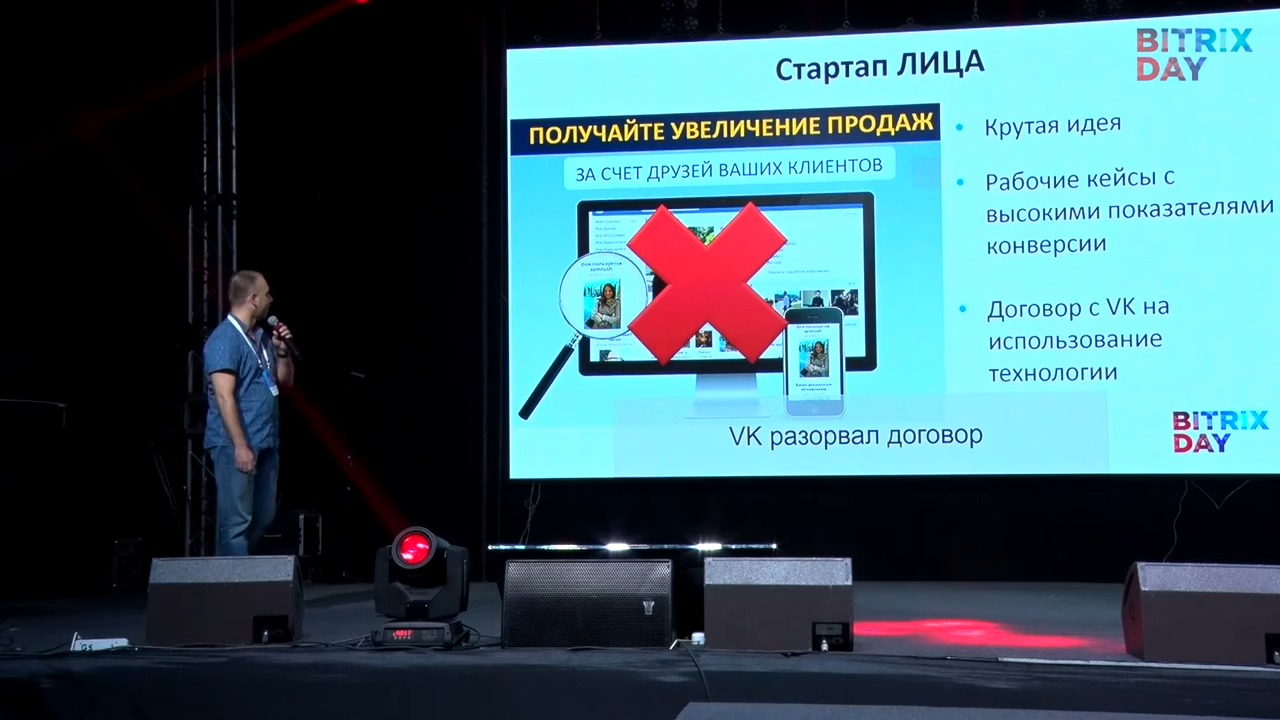 Стартап ЛИЦА
BITRIX
DAY
ПОЛУЧАЙТЕ УВЕЛИЧЕНИЕ ПРОДАЖ
ЗА СЧЕТ ДРУЗЕЙ ВАШИХ КЛИЕНТОВ
• Крутая идея
• Рабочие кейсы с
высокими показателями
конверсии
• Договор с VK на
использование
технологии
VK разорвал договор
BITRIX
DAY